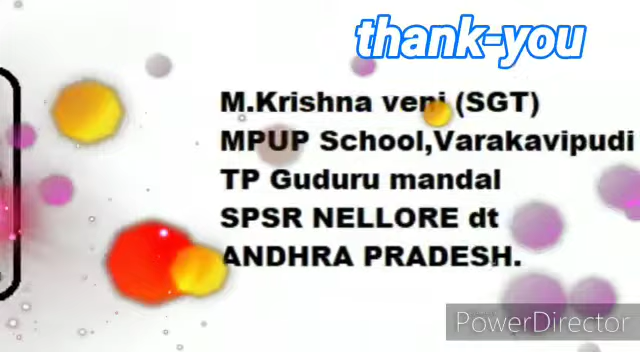 thank-you
M.Krishna veni (SGT)
MPUP School,Varakavipudi
TP Guduru mandal
SPSR NELLORE dt
ANDHRA PRADESH.
PowerDirector